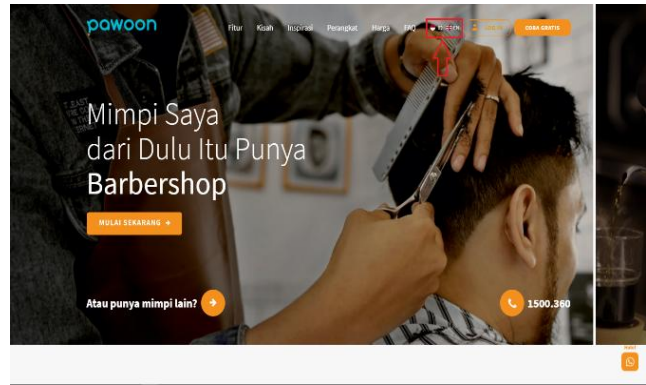 pawoon
Fitur Kisah Inspirasi Perangkat Harga FAQ
COBA GRATIS
Mimpi Saya
dari Dulu Itu Punya
Barbershop
MULAI SEKARANG →
Atau punya mimpi lain? →
1500.360